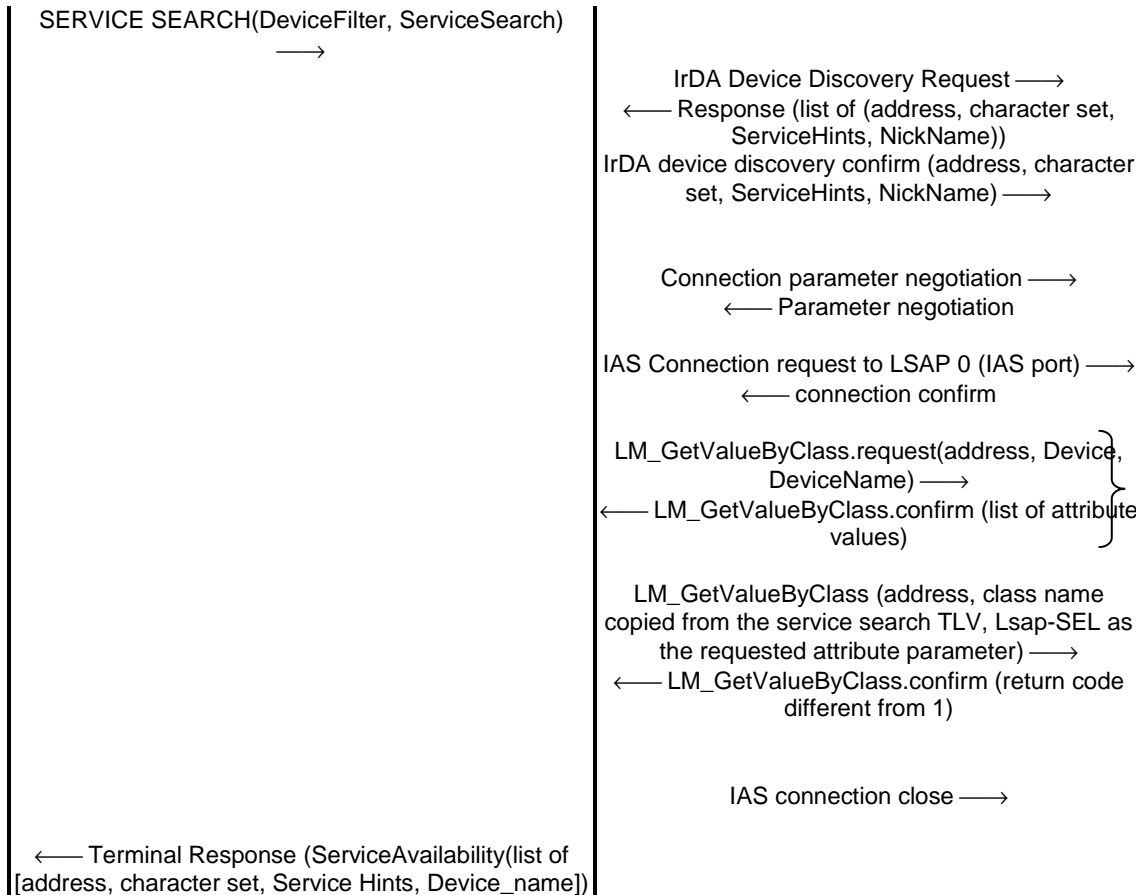 SERVICE SEARCH(DeviceFilter, ServiceSearch)
⎯⎯→
IrDA Device Discovery Request ⎯⎯→
←⎯⎯ Response (list of (address, character set,
ServiceHints, NickName))
IrDA device discovery confirm (address, character
set, ServiceHints, NickName) ⎯⎯→
Connection parameter negotiation ⎯⎯→
←⎯⎯ Parameter negotiation
IAS Connection request to LSAP 0 (IAS port) ⎯⎯→
←⎯⎯ connection confirm
LM_GetValueByClass.request(address, Device,
DeviceName) ⎯⎯→
←⎯⎯ LM_GetValueByClass.confirm (list of attribute
values)
LM_GetValueByClass (address, class name
copied from the service search TLV, Lsap-SEL as
the requested attribute parameter) ⎯⎯→
←⎯⎯ LM_GetValueByClass.confirm (return code
different from 1)
IAS connection close ⎯⎯→
←⎯⎯ Terminal Response (ServiceAvailability(list of
[address, character set, Service Hints, Device_name])